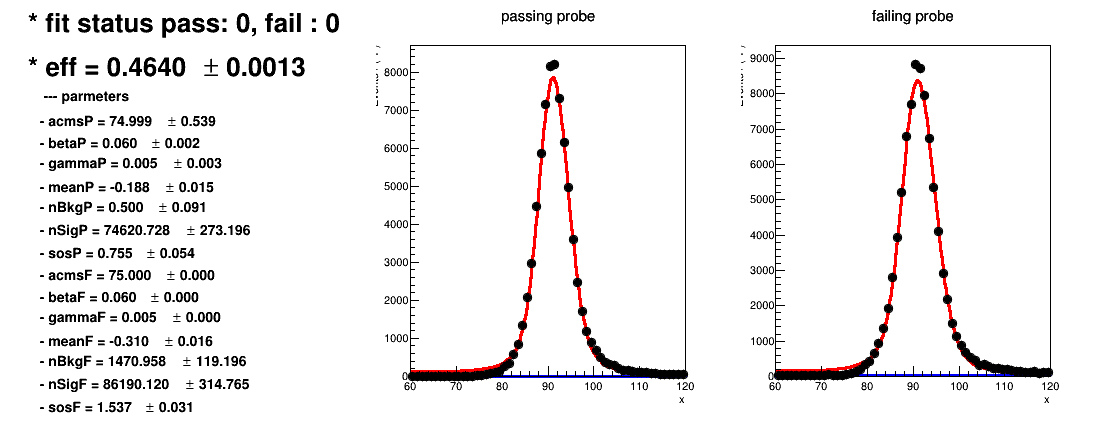 * fit status pass: 0, fail : 0
* eff = 0.4640 ± 0.0013
--- parmeters
- acmsP = 74.999 ± 0.539
- betaP = 0.060 ± 0.002
- gammaP = 0.005 ± 0.003
- meanP = -0.188 ± 0.015
- nBkgP = 0.500 ± 0.091
- nSigP = 74620.728 ± 273.196
- sosP = 0.755 ± 0.054
- acmsF = 75.000 ± 0.000
- betaF = 0.060 ± 0.000
- gammaF = 0.005 ± 0.000
- meanF = -0.310 ± 0.016
- nBkgF = 1470.958 ± 119.196
- nSigF = 86190.120 ± 314.765
- sosF = 1.537 ± 0.031
passing probe
8000
7000
6000
5000
4000
3000
2000
1000
0
60 70 80 90 100 110 120
x
failing probe
9000
8000
7000
6000
5000
4000
3000
2000
1000
0
60 70 80 90 100 110 120
x